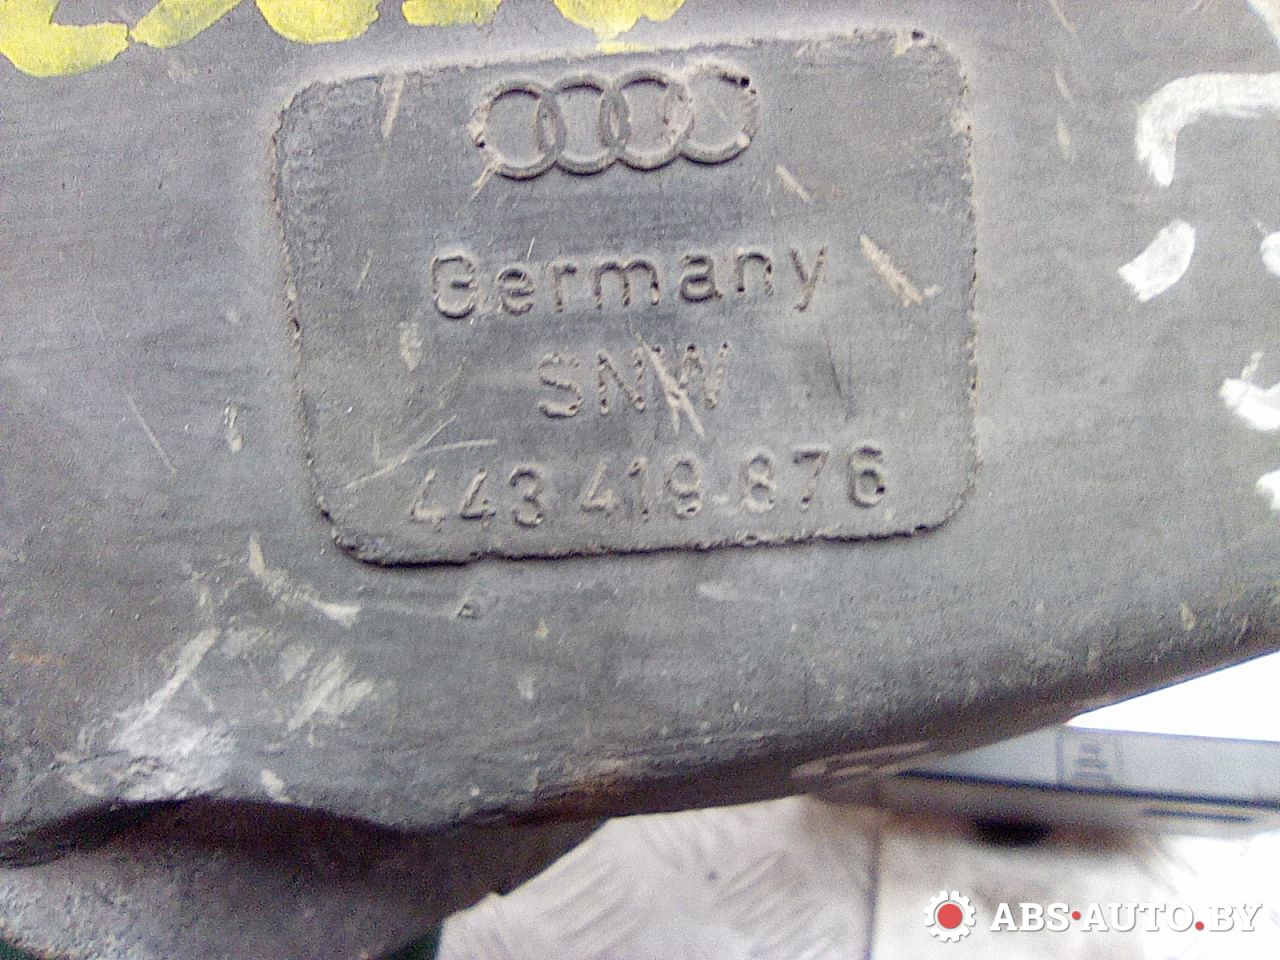 Germany
SNW
443 419 876
ABS-AUTO.BY